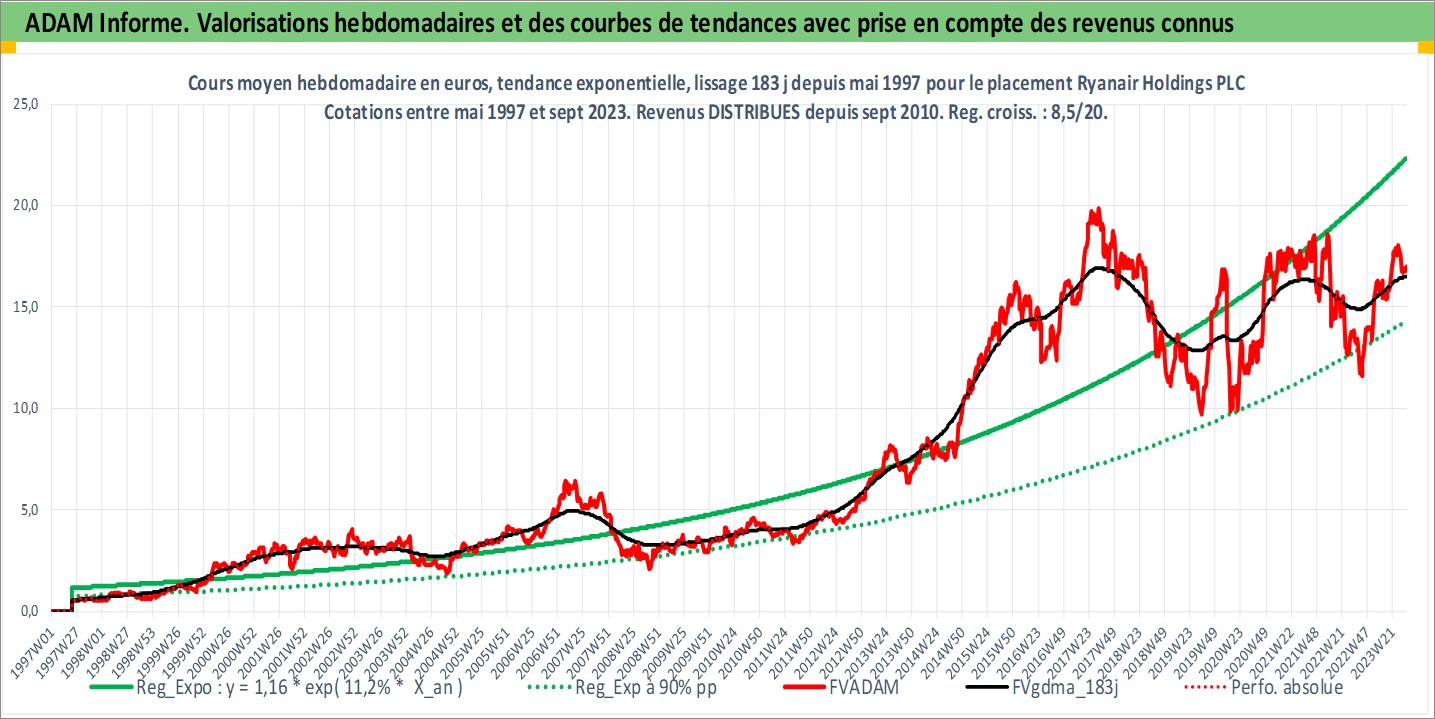 ADAM Informe. Valorisations hebdomadaires et des courbes de tendances avec prise en compte des revenus connus
Cours moyen hebdomadaire en euros, tendance exponentielle, lissage 183 j depuis mai 1997 pour le placement Ryanair Holdings PLC
Cotations entre mai 1997 et sept 2023. Revenus DISTRIBUES depuis sept 2010. Reg. croiss. : 8,5/20.
25,0
20,0
15,0
10,0
5,0
0,0
1997W01
1997W27
1998W01
1998W27
1998W53
1999W26
1999W52
2000W26
2000W52
2001W26
2001W52
2002W26
2002W52
2003W26
2003W52
2004W26
2004W52
2005W25
2005W51
2006W25
2006W51
2007W25
2007W51
2008W25
2008W51
2009W25
2009W51
2010W24
2010W50
2011W24
2011W50
2012W24
2012W50
2013W24
2013W50
2014W24
2014W50
2015W24
2015W50
2016W23
2016W49
2017W23
2017W49
2018W23
2018W49
2019W23
2019W49
2020W23
2020W49
2021W22
2021W48
2022W21
2022W47
2023W21
Reg_Expo : y = 1,16 * exp( 11,2% * X_an )
Reg_Exp à 90% pp
FVADAM
FVgdma_183j
Perfo. absolue